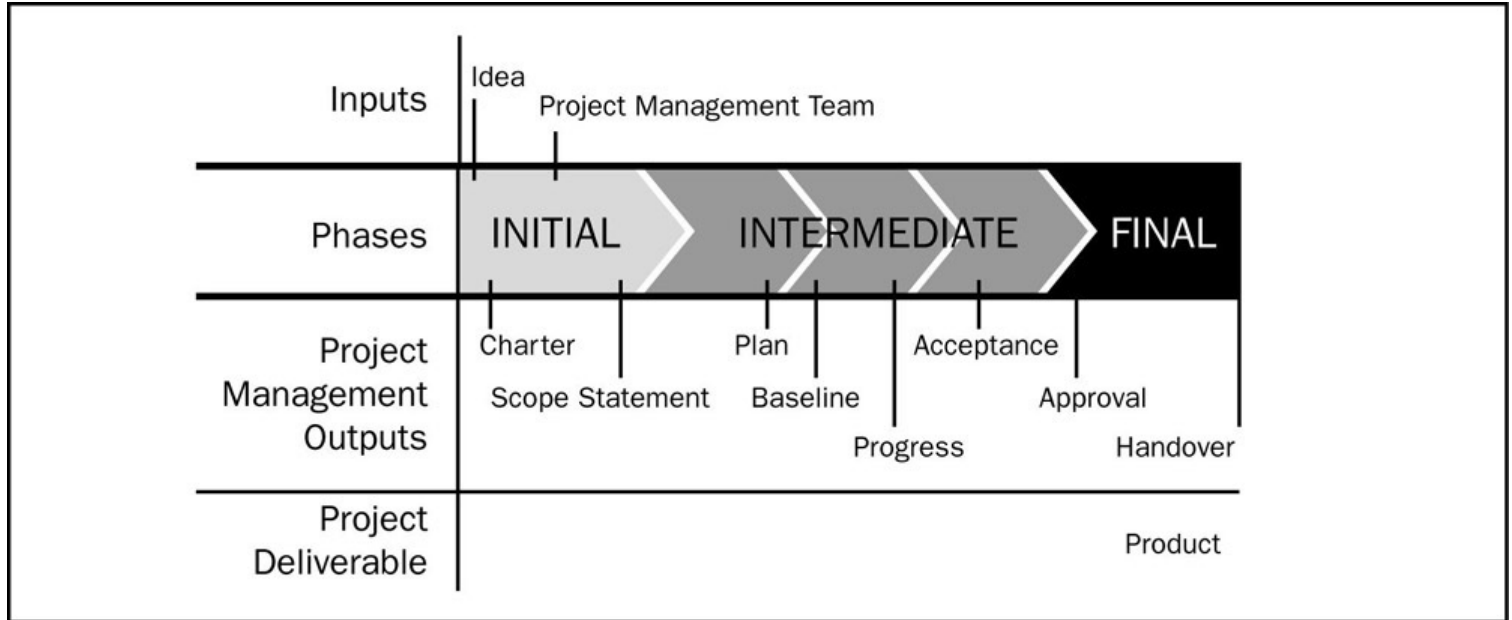 Inputs
Idea
Project Management Team
Phases
INITIAL
INTERMEDIATE
FINAL
Project
Management
Outputs
Charter
Plan
Acceptance
Scope Statement
Baseline
Approval
Progress
Handover
Project
Deliverable
Product